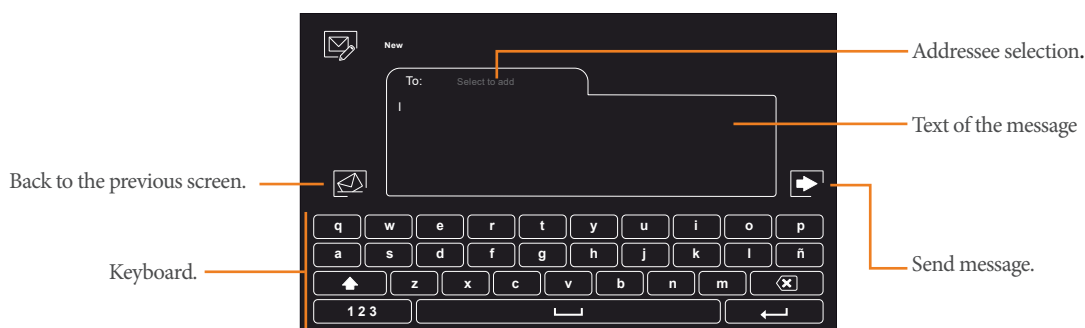 New
Addressee selection.
To: Select to add
Text of the message
Back to the previous screen.
q w e r t y u i o p
a s d f g h j k l ñ
Keyboard.
Send message.
z x c v b n m
1 2 3